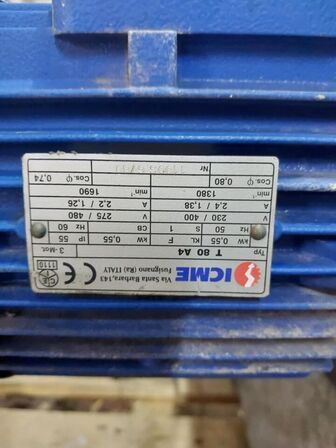 ICME
Via Santa Barbara, 143
Fusignano (Ra) ITALY
CE
1110
Typ T 80 A4 3-Mot.
kW 0,55 KL F kW 0,55 IP 55
Hz 50 S 1 CB Hz 60
V 230 / 400 V 275 / 480
A 2,4 / 1,38 A 2,2 / 1,26
min⁻¹ 1380 min⁻¹ 1690
Cos.φ 0,80 Cos.φ 0,74
Nr